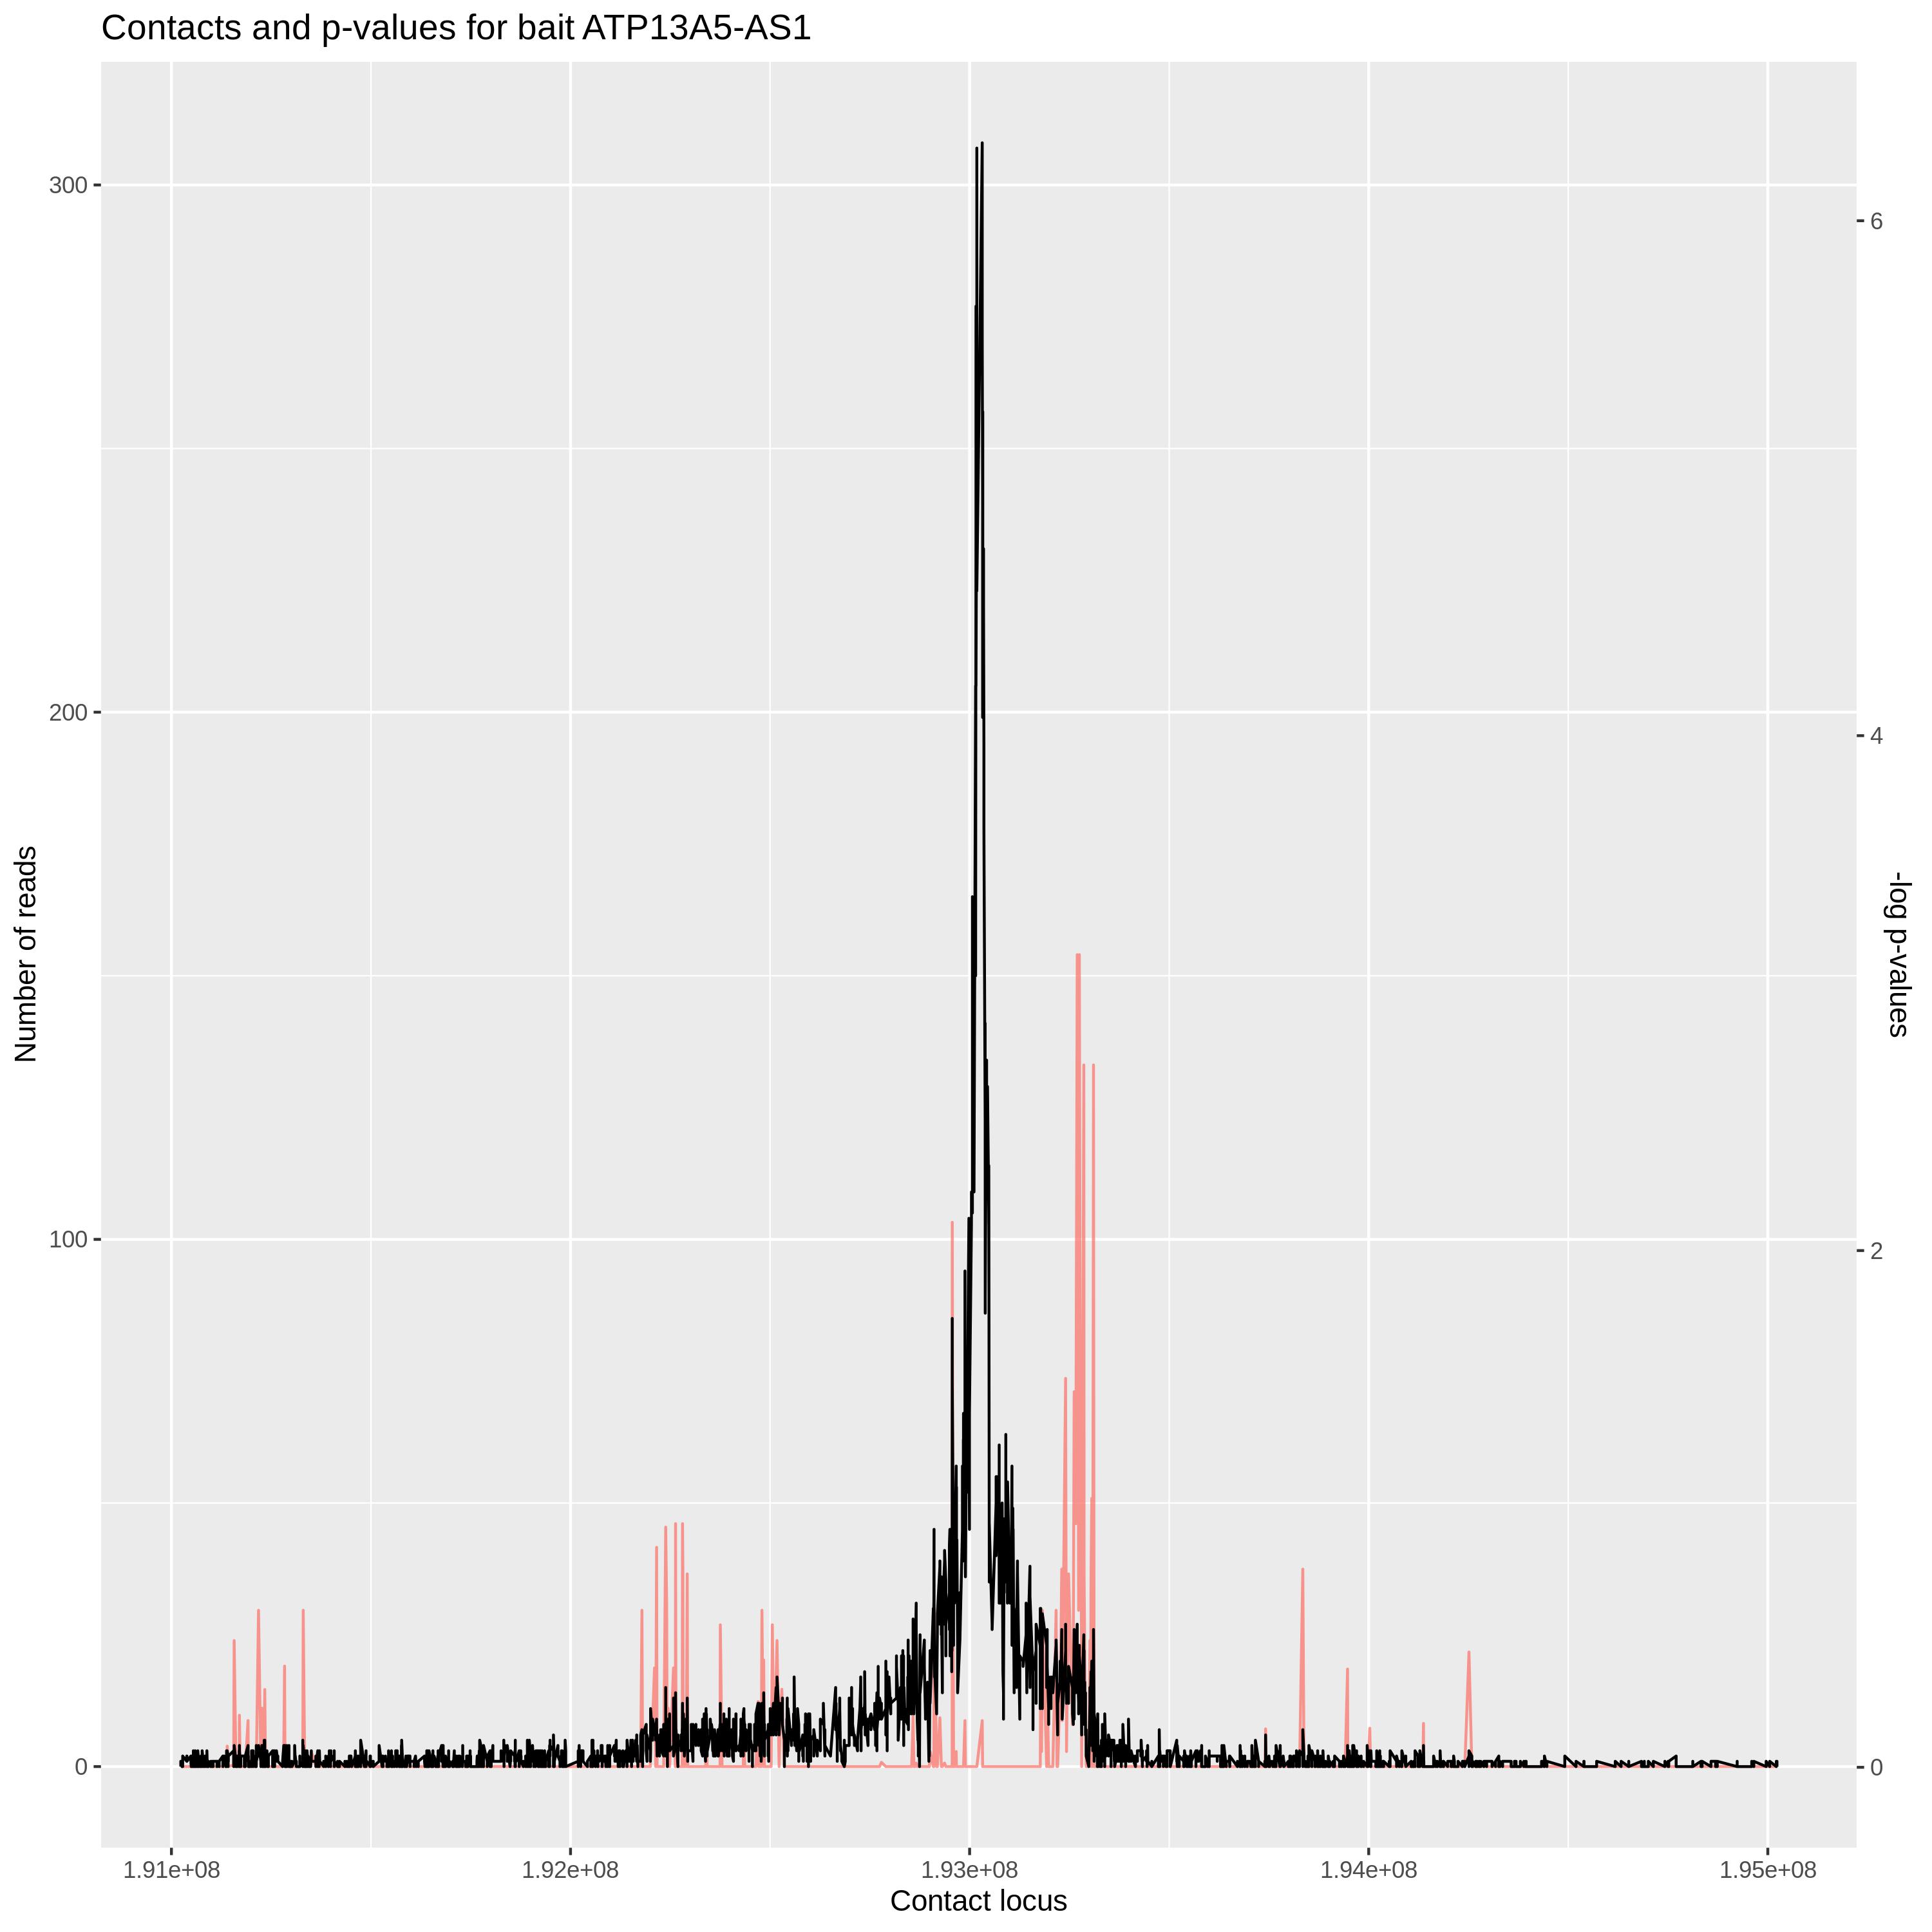 Contacts and p-values for bait ATP13A5-AS1
300
200
100
0
Number of reads
6
4
2
0
-log p-values
1.91e+08
1.92e+08
1.93e+08
1.94e+08
1.95e+08
Contact locus